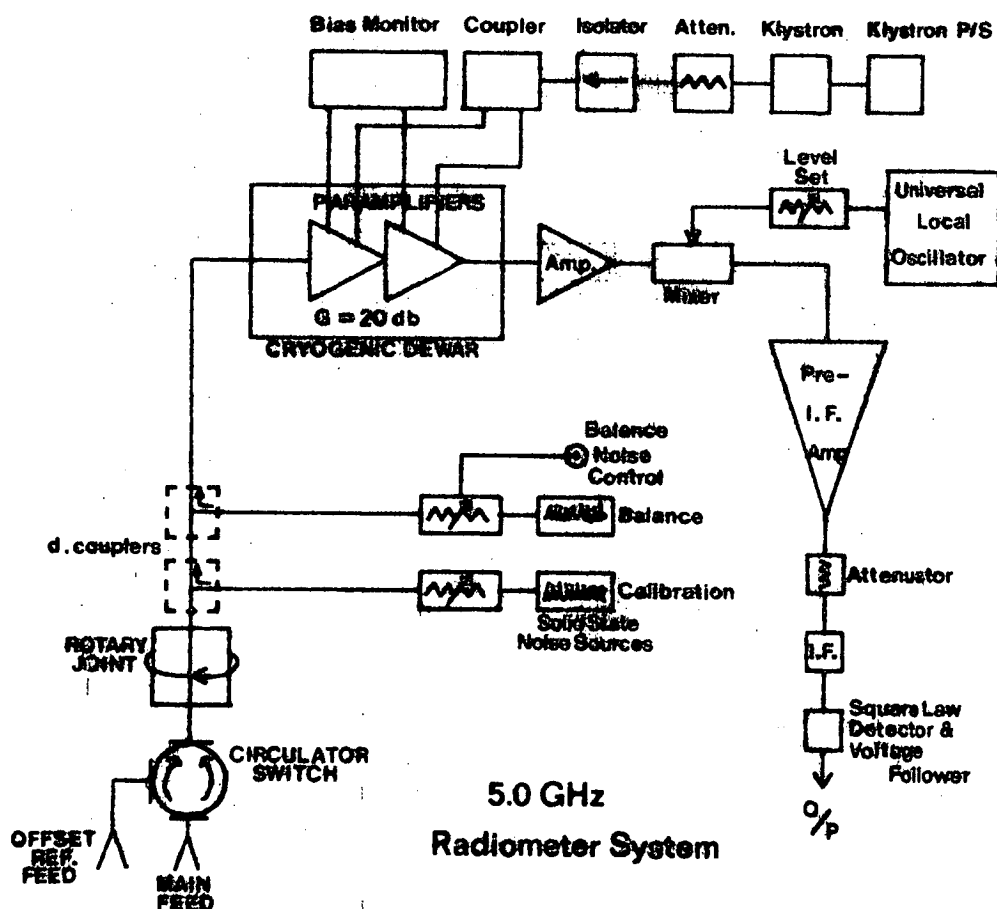 Bias Monitor
Coupler
Isolator
Atten.
Klystron
Klystron P/S
Level
Set
Universal
Local
Oscillator
PARAMPLIFIERS
Amp.
Mixer
G = 20 db
CRYOGENIC DEWAR
Pre-
I. F.
Amp
Balance
Noise
Control
Balance
d. couplers
Calibration
Solid State
Noise Sources
Attenuator
I.F.
ROTARY
JOINT
Square Law
Detector &
Voltage
Follower
CIRCULATOR
SWITCH
O/P
OFFSET
REF.
FEED
MAIN
FEED
5.0 GHz
Radiometer System